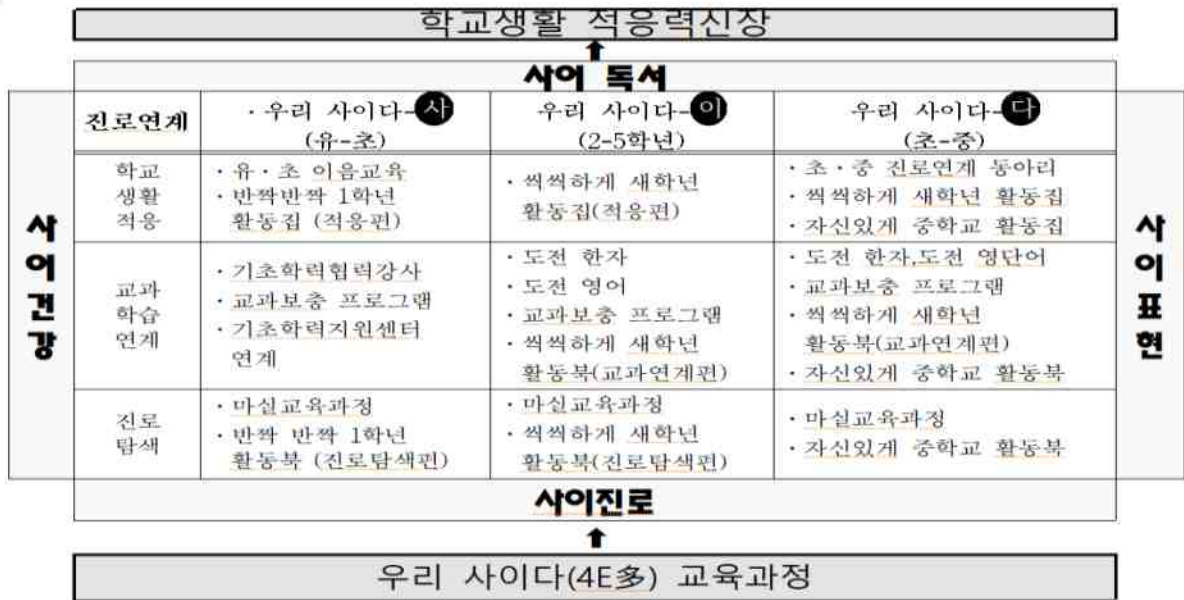 학교생활 적응력신장
사이 독서
사이건강
진로연계
· 우리 사이다-사
(유-초)
우리 사이다-이
(2-5학년)
우리 사이다-다
(초-중)
학교
생활
적응
· 유·초 이음교육
· 반짝반짝 1학년
활동집 (적응편)
· 씩씩하게 새학년
활동집(적응편)
· 초·중 진로연계 동아리
· 씩씩하게 새학년 활동집
· 자신있게 중학교 활동집
교과
학습
연계
· 기초학력협력강사
· 교과보충 프로그램
· 기초학력지원센터
연계
· 도전 한자
· 도전 영어
· 교과보충 프로그램
· 씩씩하게 새학년
활동북(교과연계편)
· 도전 한자,도전 영단어
· 교과보충 프로그램
· 씩씩하게 새학년
활동북(교과연계편)
· 자신있게 중학교 활동북
진로
탐색
· 마실교육과정
· 반짝 반짝 1학년
활동북 (진로탐색편)
· 마실교육과정
· 씩씩하게 새학년
활동북(진로탐색편)
· 마실교육과정
· 자신있게 중학교 활동북
사이표현
사이진로
우리 사이다(4E多) 교육과정